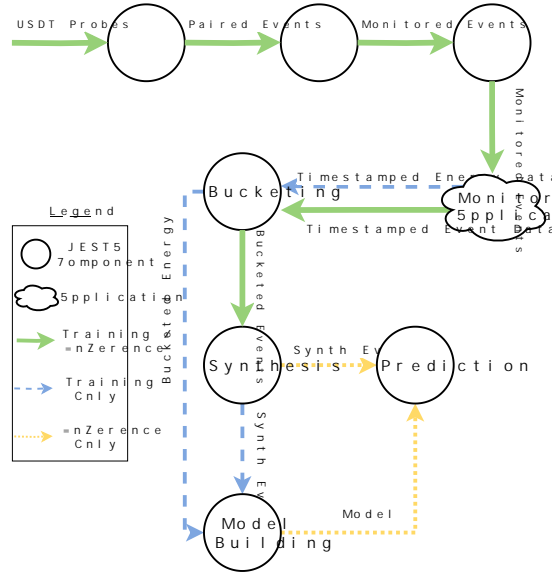 USDT Probes
Paired Events
Monitored Events
Monitored Events
Timestamped Energy Data
Bucketing
Monitor
5pplica
Timestamped Event Data
Legend
JEST5
7omponent
5pplication
Training
=nZerence
Training
Cnly
=nZerence
Cnly
Bucketed Energy
Bucketed Events
Synth Ev
Synthesis
Prediction
Synth Ev
Model
Model
Building